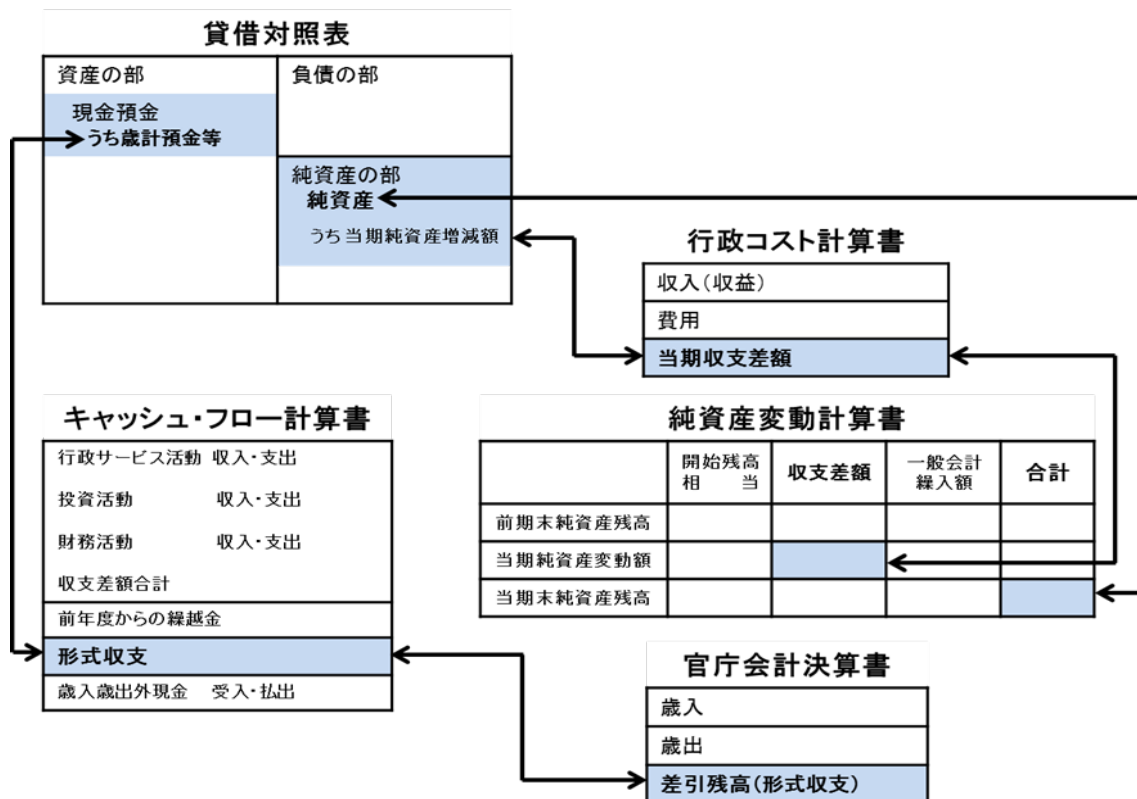 貸借対照表
資産の部
負債の部
現金預金
うち歳計預金等
純資産の部
純資産
うち当期純資産増減額
行政コスト計算書
収入(収益)
費用
当期収支差額
キャッシュ・フロー計算書
行政サービス活動 収入・支出
投資活動 収入・支出
財務活動 収入・支出
収支差額合計
前年度からの繰越金
形式収支
歳入歳出外現金 受入・払出
純資産変動計算書
開始残高
相 当
収支差額
一般会計
繰入額
合計
前期末純資産残高
当期純資産変動額
当期末純資産残高
官庁会計決算書
歳入
歳出
差引残高(形式収支)